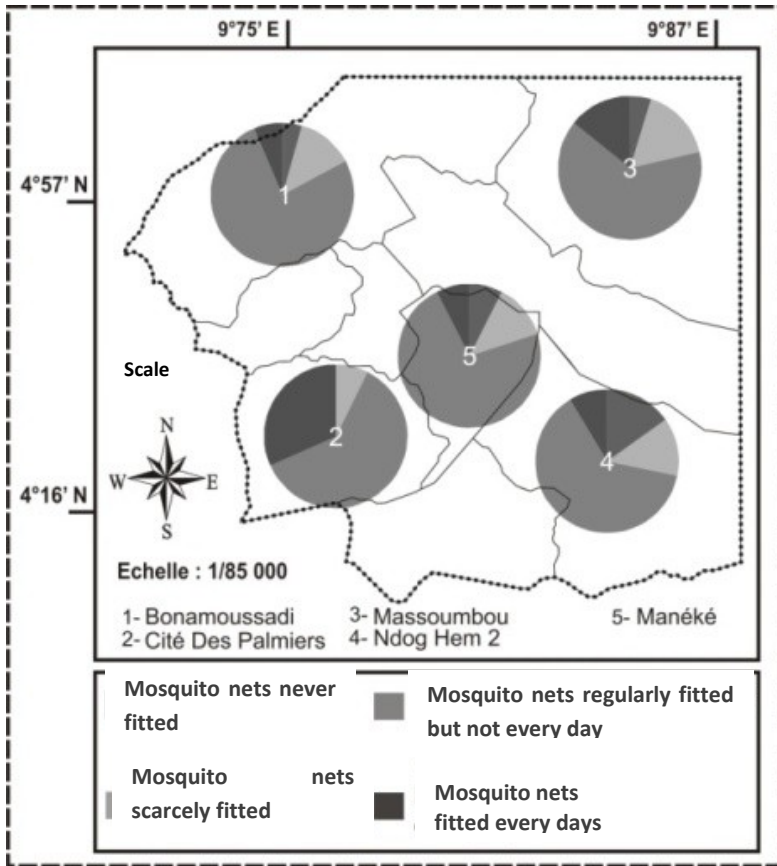 9°75' E
9°87' E
4°57' N
1
3
5
Scale
2
4
N
W E
S
4°16' N
Echelle : 1/85 000
1- Bonamoussadi
3- Massoumbou
5- Manéké
2- Cité Des Palmiers
4- Ndog Hem 2
Mosquito nets never
fitted
Mosquito nets regularly fitted
but not every day
Mosquito nets
scarcely fitted
Mosquito nets
fitted every days